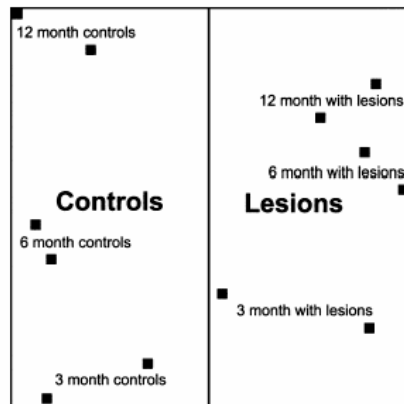 12 month controls
12 month with lesions
6 month with lesions
Controls
Lesions
6 month controls
3 month with lesions
3 month controls